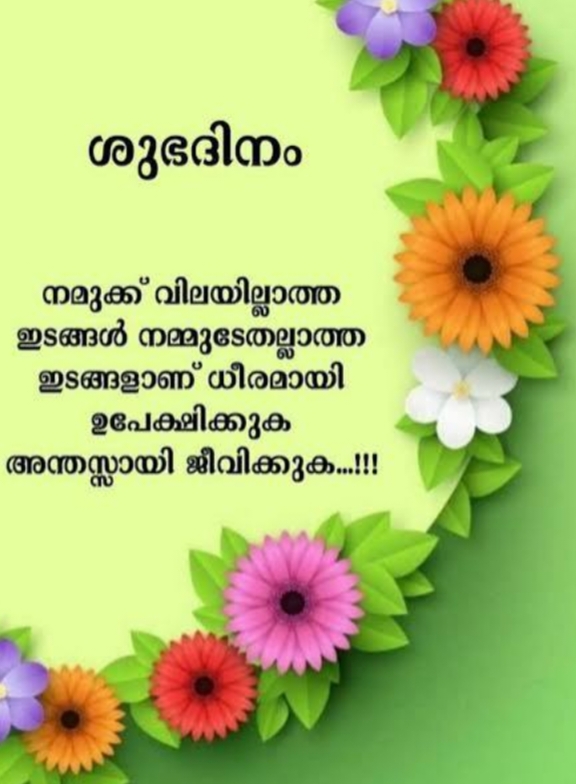 ശുഭദിനം
നമുക്ക് വിലയില്ലാത്ത
ഇടങ്ങൾ നമ്മുടേതല്ലാത്ത
ഇടങ്ങളാണ് ധീരമായി
ഉപേക്ഷിക്കുക
അന്തസ്സായി ജീവിക്കുക...!!!